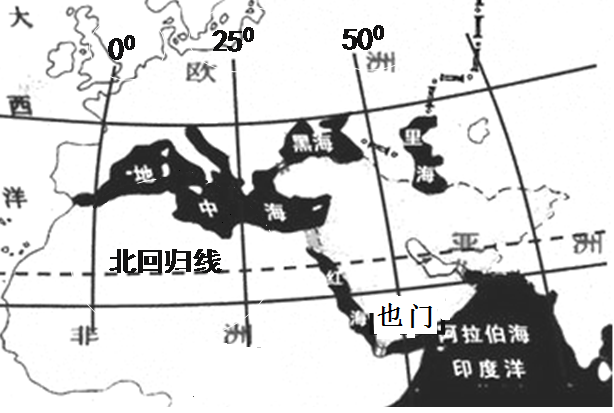 大
西
洋
0⁰
25⁰
50⁰
欧
洲
地
中
海
黑海
里
海
北回归线
亚
非
洲
红
海
也门
阿拉伯海
印度洋